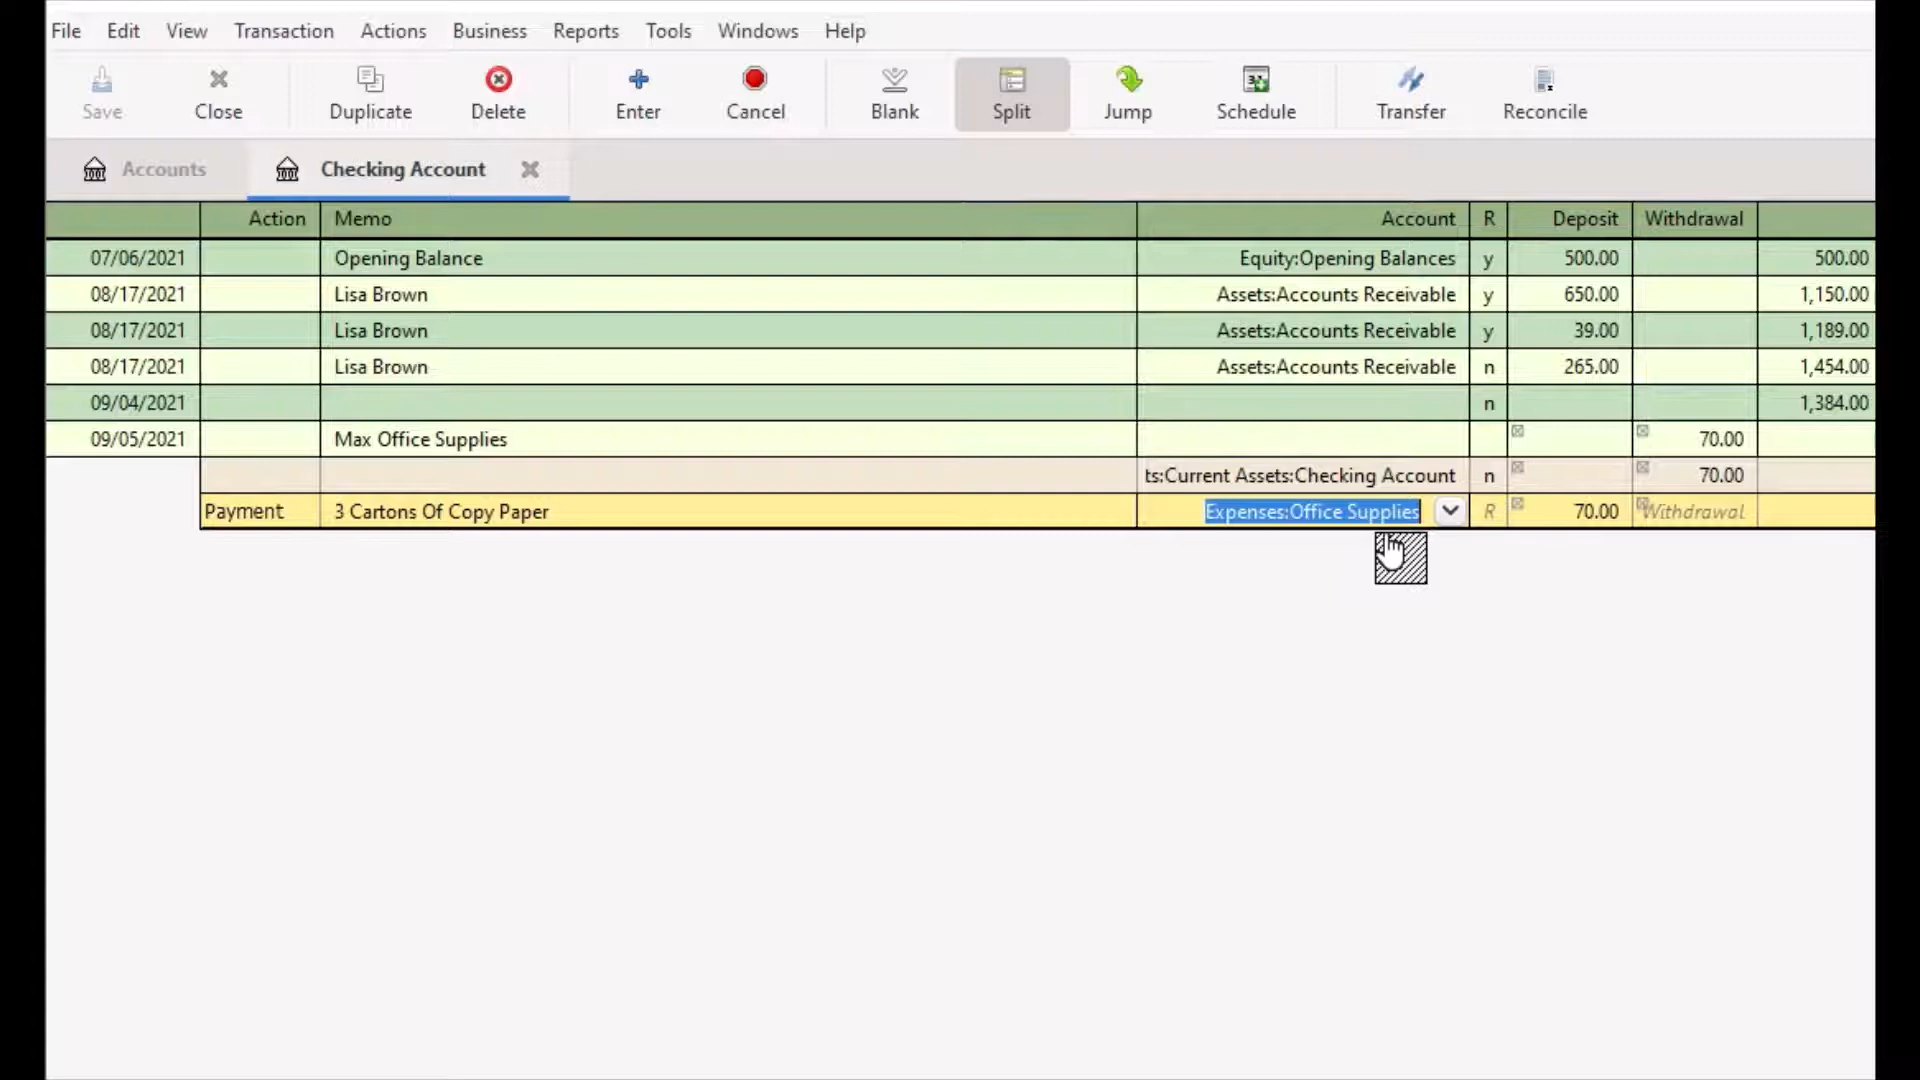 File Edit View Transaction Actions Business Reports Tools Windows Help
Save Close Duplicate Delete Enter Cancel Blank Split Jump Schedule Transfer Reconcile
Accounts Checking Account
Action Memo Account R Deposit Withdrawal
07/06/2021 Opening Balance Equity:Opening Balances y 500.00 500.00
08/17/2021 Lisa Brown Assets:Accounts Receivable y 650.00 1,150.00
08/17/2021 Lisa Brown Assets:Accounts Receivable y 39.00 1,189.00
08/17/2021 Lisa Brown Assets:Accounts Receivable n 265.00 1,454.00
09/04/2021 n 1,384.00
09/05/2021 Max Office Supplies 70.00
ts:Current Assets:Checking Account n 70.00
Payment 3 Cartons Of Copy Paper Expenses:Office Supplies R 70.00 Withdrawal